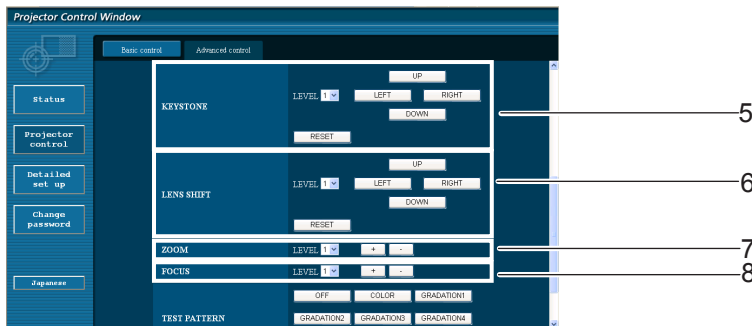 Projector Control Window
Basic control
Advanced control
Status
Projector
control
Detailed
set up
Change
password
Japanese
KEYSTONE
LEVEL 1
UP
LEFT
RIGHT
DOWN
RESET
5
LENS SHIFT
LEVEL 1
UP
LEFT
RIGHT
DOWN
RESET
6
ZOOM
LEVEL 1
+
-
7
FOCUS
LEVEL 1
+
-
8
TEST PATTERN
OFF
COLOR
GRADATION1
GRADATION2
GRADATION3
GRADATION4